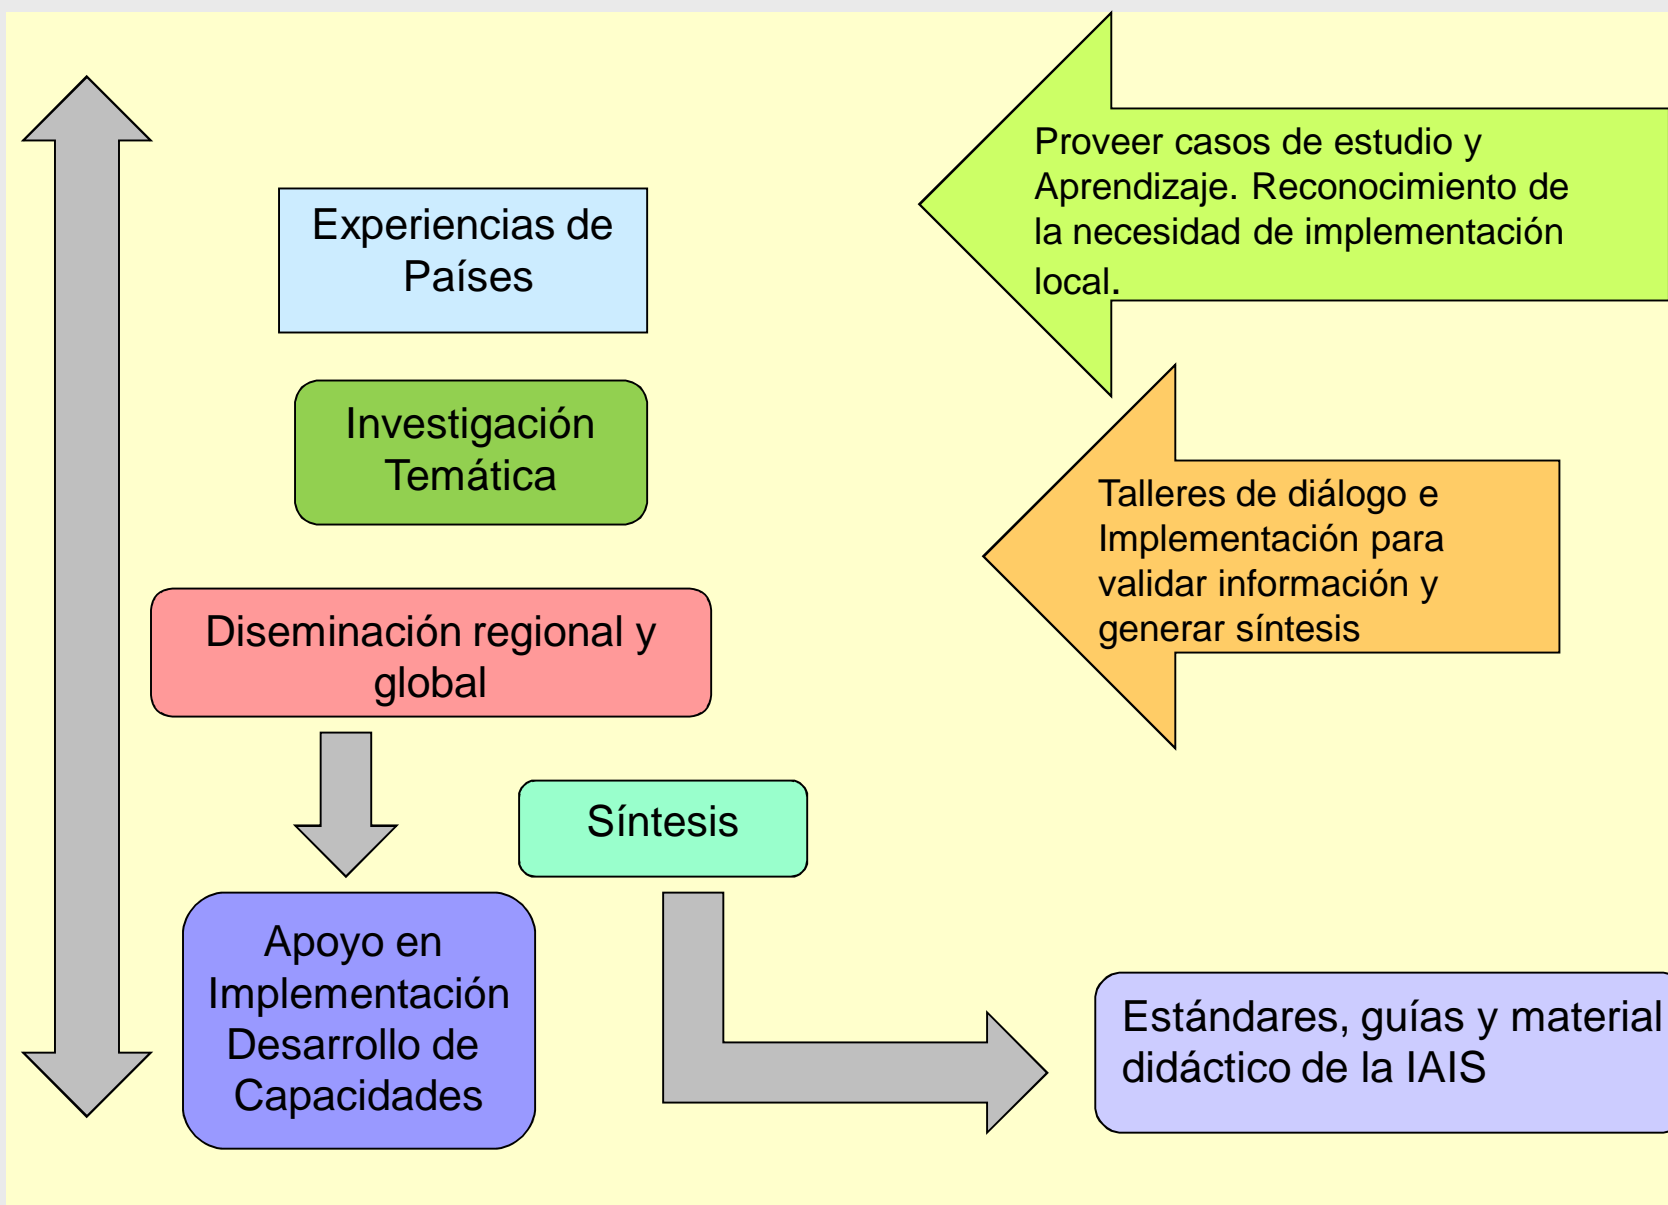 Experiencias de
Países
Proveer casos de estudio y
Aprendizaje. Reconocimiento de
la necesidad de implementación
local.
Investigación
Temática
Talleres de diálogo e
Implementación para
validar información y
generar síntesis
Diseminación regional y
global
Síntesis
Apoyo en
Implementación
Desarrollo de
Capacidades
Estándares, guías y material
didáctico de la IAIS